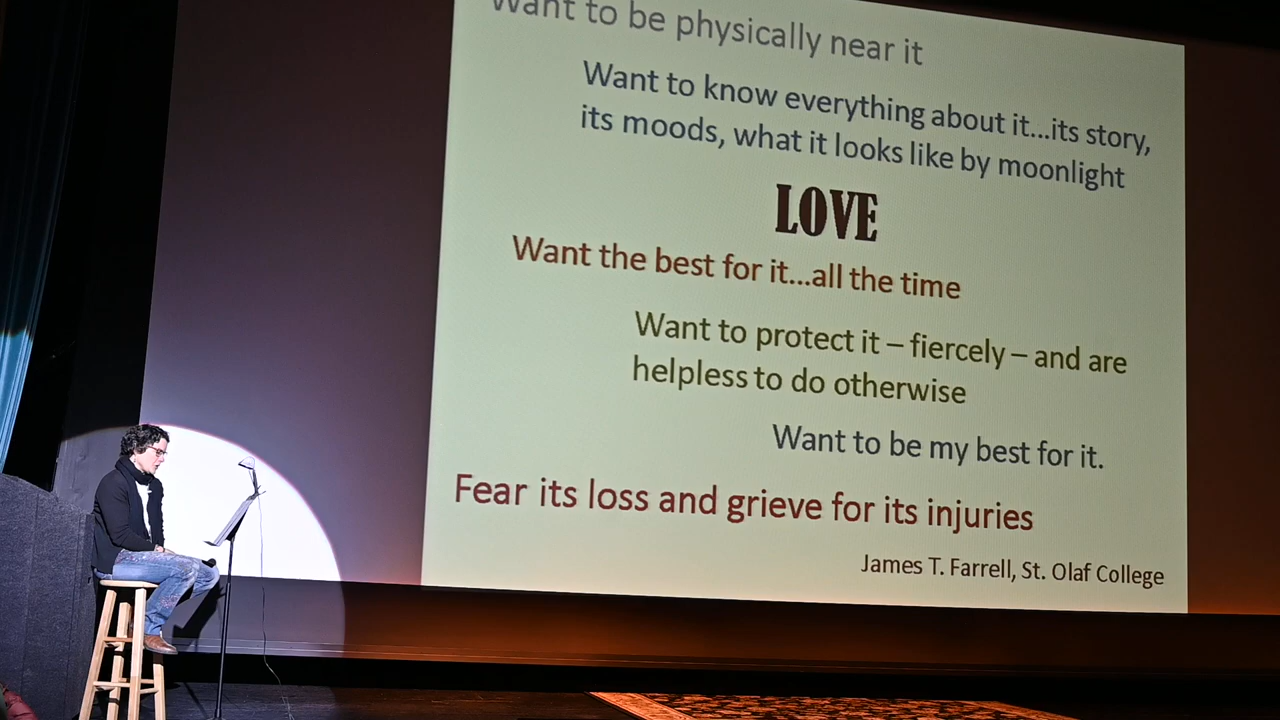 Want to be physically near it
Want to know everything about it...its story,
its moods, what it looks like by moonlight
LOVE
Want the best for it...all the time
Want to protect it – fiercely – and are
helpless to do otherwise
Want to be my best for it.
Fear its loss and grieve for its injuries
James T. Farrell, St. Olaf College